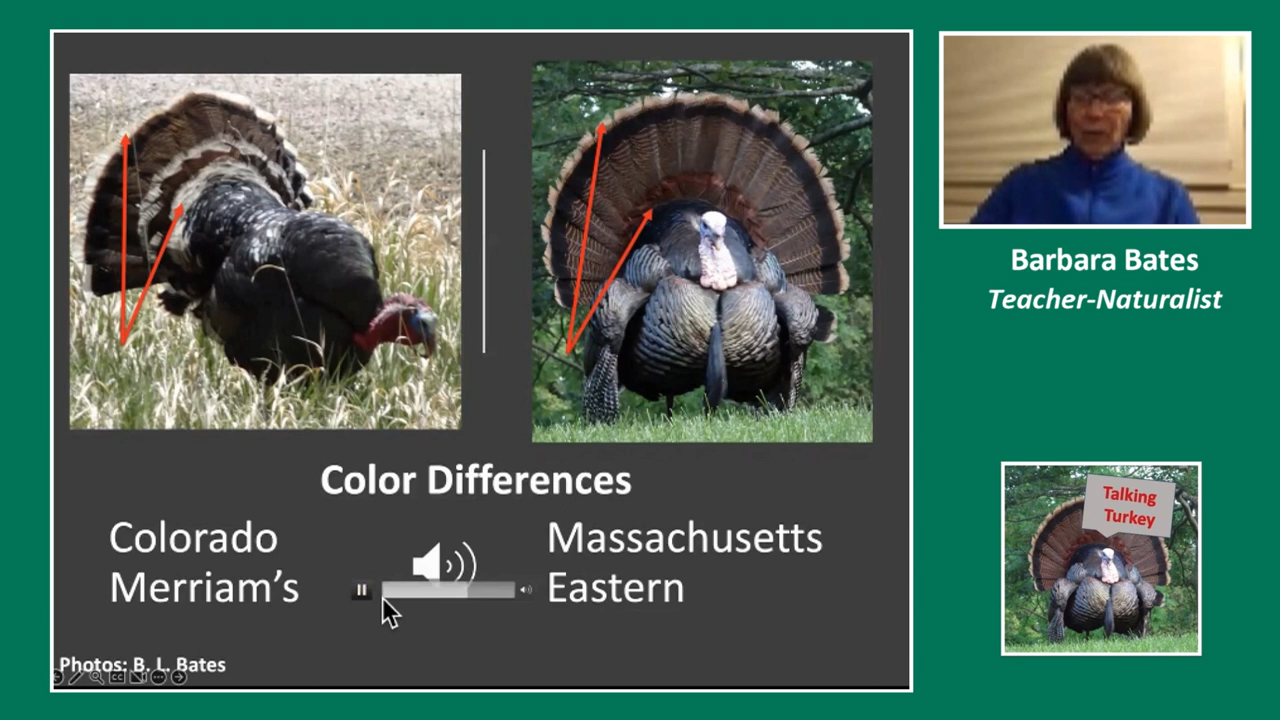 Color Differences
Colorado
Merriam's
Massachusetts
Eastern
Photos: B. L. Bates
Barbara Bates
Teacher-Naturalist
Talking
Turkey